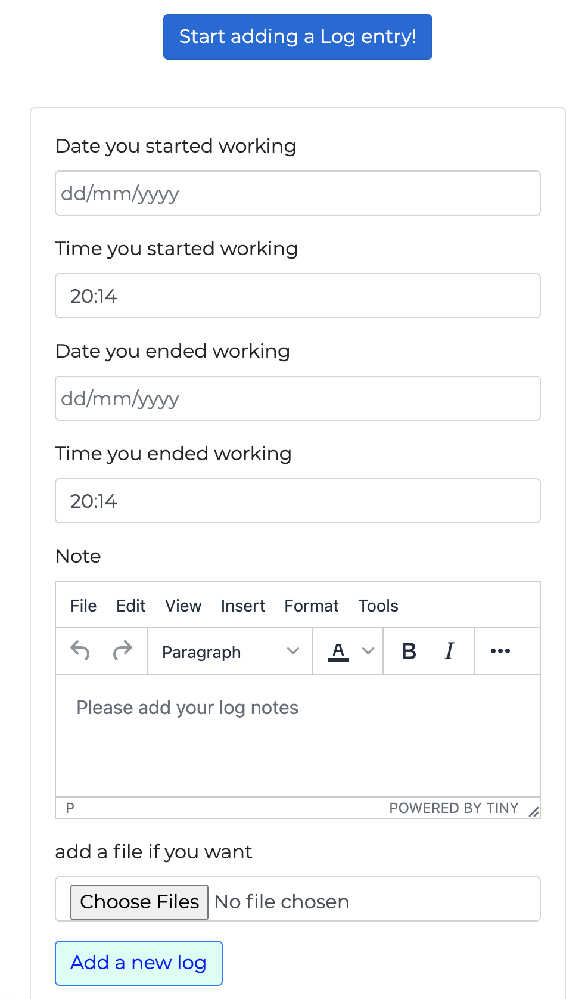 Start adding a Log entry!
Date you started working
dd/mm/yyyy
Time you started working
20:14
Date you ended working
dd/mm/yyyy
Time you ended working
20:14
Note
File Edit View Insert Format Tools
Paragraph A B I
Please add your log notes
P POWERED BY TINY
add a file if you want
Choose Files No file chosen
Add a new log